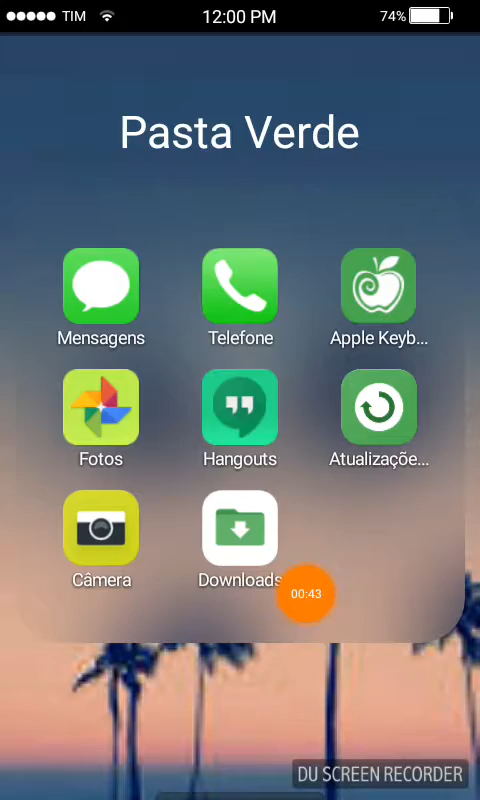 TIM 12:00 PM 74%
Pasta Verde
Mensagens Telefone Apple Keyb...
Fotos Hangouts Atualizaçõe...
Câmera Downloads
00:43
DU SCREEN RECORDER